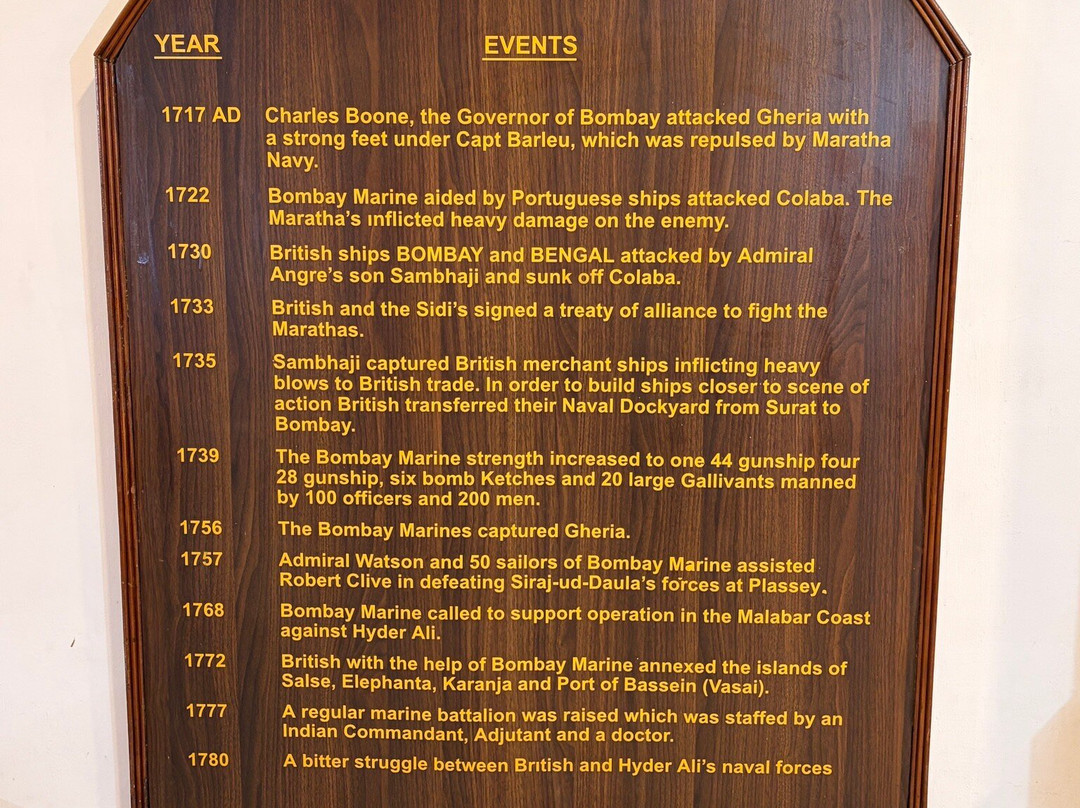 YEAR EVENTS
1717 AD Charles Boone, the Governor of Bombay attacked Gheria with
a strong feet under Capt Barleu, which was repulsed by Maratha
Navy.
1722 Bombay Marine aided by Portuguese ships attacked Colaba. The
Maratha's inflicted heavy damage on the enemy.
1730 British ships BOMBAY and BENGAL attacked by Admiral
Angre's son Sambhaji and sunk off Colaba.
1733 British and the Sidi's signed a treaty of alliance to fight the
Marathas.
1735 Sambhaji captured British merchant ships inflicting heavy
blows to British trade. In order to build ships closer to scene of
action British transferred their Naval Dockyard from Surat to
Bombay.
1739 The Bombay Marine strength increased to one 44 gunship four
28 gunship, six bomb Ketches and 20 large Gallivants manned
by 100 officers and 200 men.
1756 The Bombay Marines captured Gheria.
1757 Admiral Watson and 50 sailors of Bombay Marine assisted
Robert Clive in defeating Siraj-ud-Daula's forces at Plassey.
1768 Bombay Marine called to support operation in the Malabar Coast
against Hyder Ali.
1772 British with the help of Bombay Marine annexed the islands of
Salse, Elephanta, Karanja and Port of Bassein (Vasai).
1777 A regular marine battalion was raised which was staffed by an
Indian Commandant, Adjutant and a doctor.
1780 A bitter struggle between British and Hyder Ali's naval forces